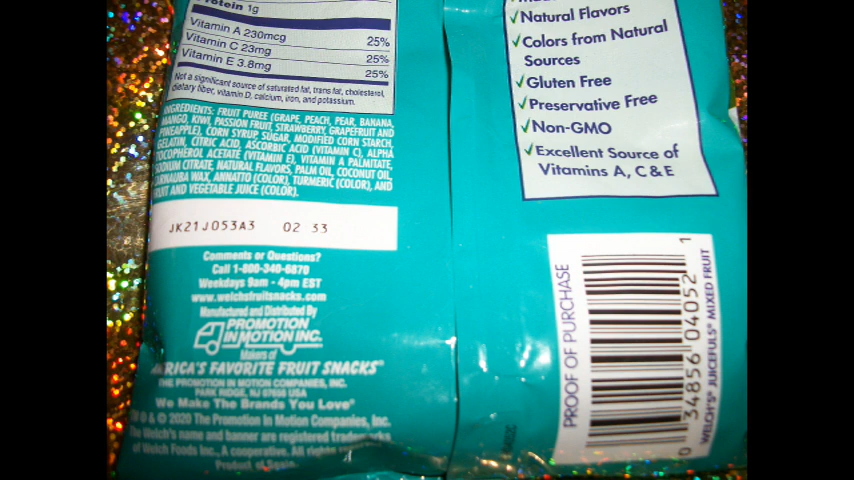 Protein 1g
Vitamin A 230mcg 25%
Vitamin C 23mg 25%
Vitamin E 3.8mg 25%
Not a significant source of saturated fat, trans fat, cholesterol,
dietary fiber, vitamin D, calcium, iron, and potassium.
INGREDIENTS: FRUIT PUREE (GRAPE, PEACH, PEAR, BANANA,
MANGO, KIWI, PASSION FRUIT, STRAWBERRY, GRAPEFRUIT AND
PINEAPPLE), CORN SYRUP, SUGAR, MODIFIED CORN STARCH,
GELATIN, CITRIC ACID, ASCORBIC ACID (VITAMIN C), ALPHA
TOCOPHEROL ACETATE (VITAMIN E), VITAMIN A PALMITATE,
SODIUM CITRATE, NATURAL FLAVORS, PALM OIL, COCONUT OIL,
CARNAUBA WAX, ANNATTO (COLOR), TURMERIC (COLOR), AND
FRUIT AND VEGETABLE JUICE (COLOR).
JK21J053A3 02 33
Comments or Questions?
Call 1-800-340-6870
Weekdays 9am - 4pm EST
www.welchsfruitsnacks.com
Manufactured and Distributed By
PROMOTION
IN MOTION INC.
Makers of
RICA'S FAVORITE FRUIT SNACKS
THE PROMOTION IN MOTION COMPANIES, INC.
PARK RIDGE, NJ 07656 USA
We Make The Brands You Love®
& © 2020 The Promotion In Motion Companies, Inc.
The Welch's name and banner are registered trademarks
of Welch Foods Inc., A cooperative. All rights
Product of Spain
✓Natural Flavors
✓Colors from Natural
Sources
✓Gluten Free
✓Preservative Free
✓Non-GMO
✓Excellent Source of
Vitamins A, C & E
PROOF OF PURCHASE
0 34856 04052 1
WELCH'S® JUICEFULS® MIXED FRUIT